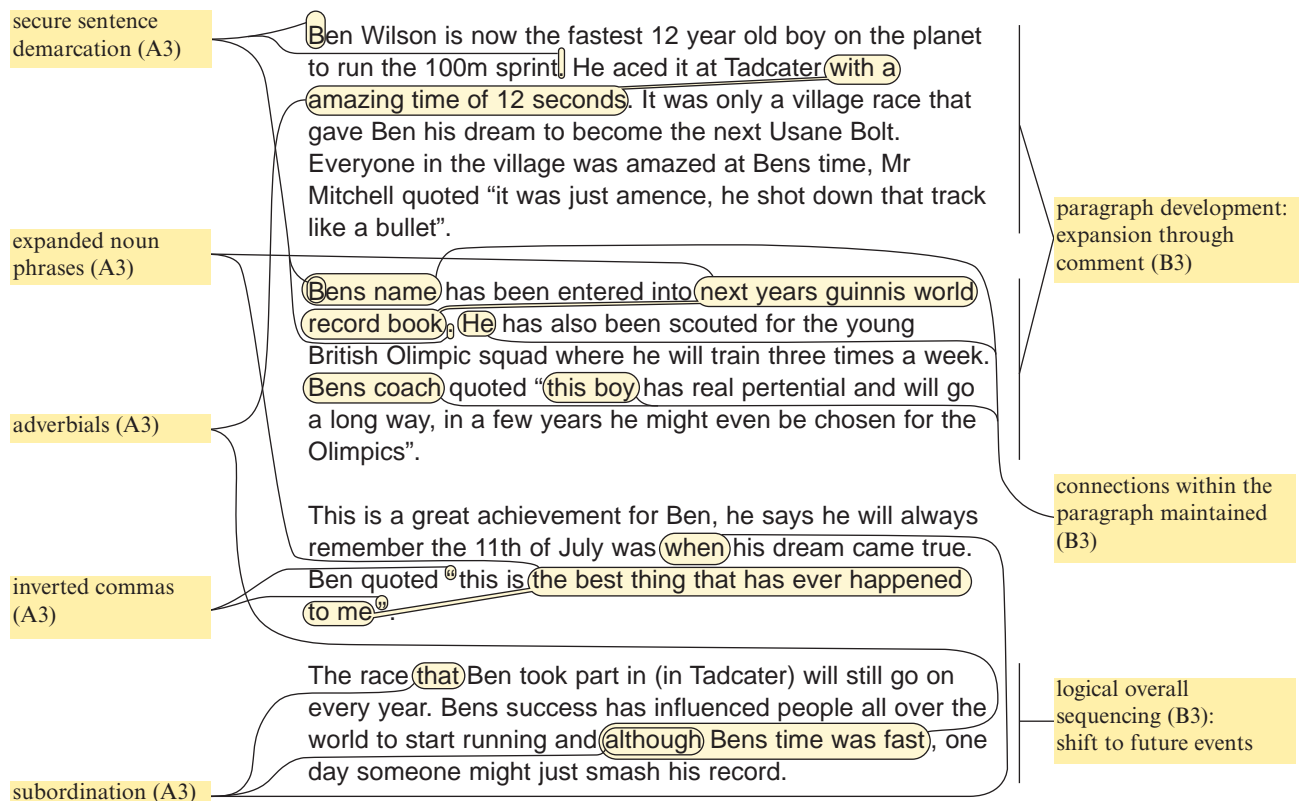 secure sentence
demarcation (A3)
expanded noun
phrases (A3)
adverbials (A3)
inverted commas
(A3)
subordination (A3)
Ben Wilson is now the fastest 12 year old boy on the planet
to run the 100m sprint. He aced it at Tadcater with a
amazing time of 12 seconds. It was only a village race that
gave Ben his dream to become the next Usane Bolt.
Everyone in the village was amazed at Bens time, Mr
Mitchell quoted “it was just amence, he shot down that track
like a bullet”.
Bens name has been entered into next years guinnis world
record book. He has also been scouted for the young
British Olimpic squad where he will train three times a week.
Bens coach quoted “this boy has real pertential and will go
a long way, in a few years he might even be chosen for the
Olimpics”.
This is a great achievement for Ben, he says he will always
remember the 11th of July was when his dream came true.
Ben quoted “this is the best thing that has ever happened
to me”.
The race that Ben took part in (in Tadcater) will still go on
every year. Bens success has influenced people all over the
world to start running and although Bens time was fast, one
day someone might just smash his record.
paragraph development:
expansion through
comment (B3)
connections within the
paragraph maintained
(B3)
logical overall
sequencing (B3):
shift to future events